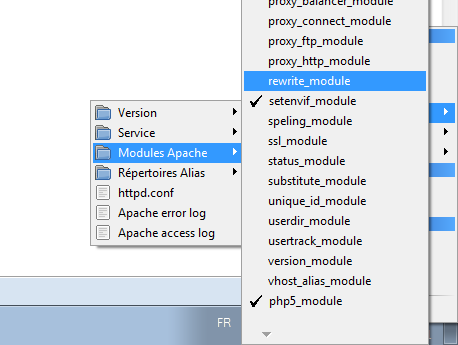 proxy_balancer_module
proxy_connect_module
proxy_ftp_module
proxy_http_module
rewrite_module
setenvif_module
speling_module
ssl_module
status_module
substitute_module
unique_id_module
userdir_module
usertrack_module
version_module
vhost_alias_module
php5_module
Version
Service
Modules Apache
Répertoires Alias
httpd.conf
Apache error log
Apache access log
FR